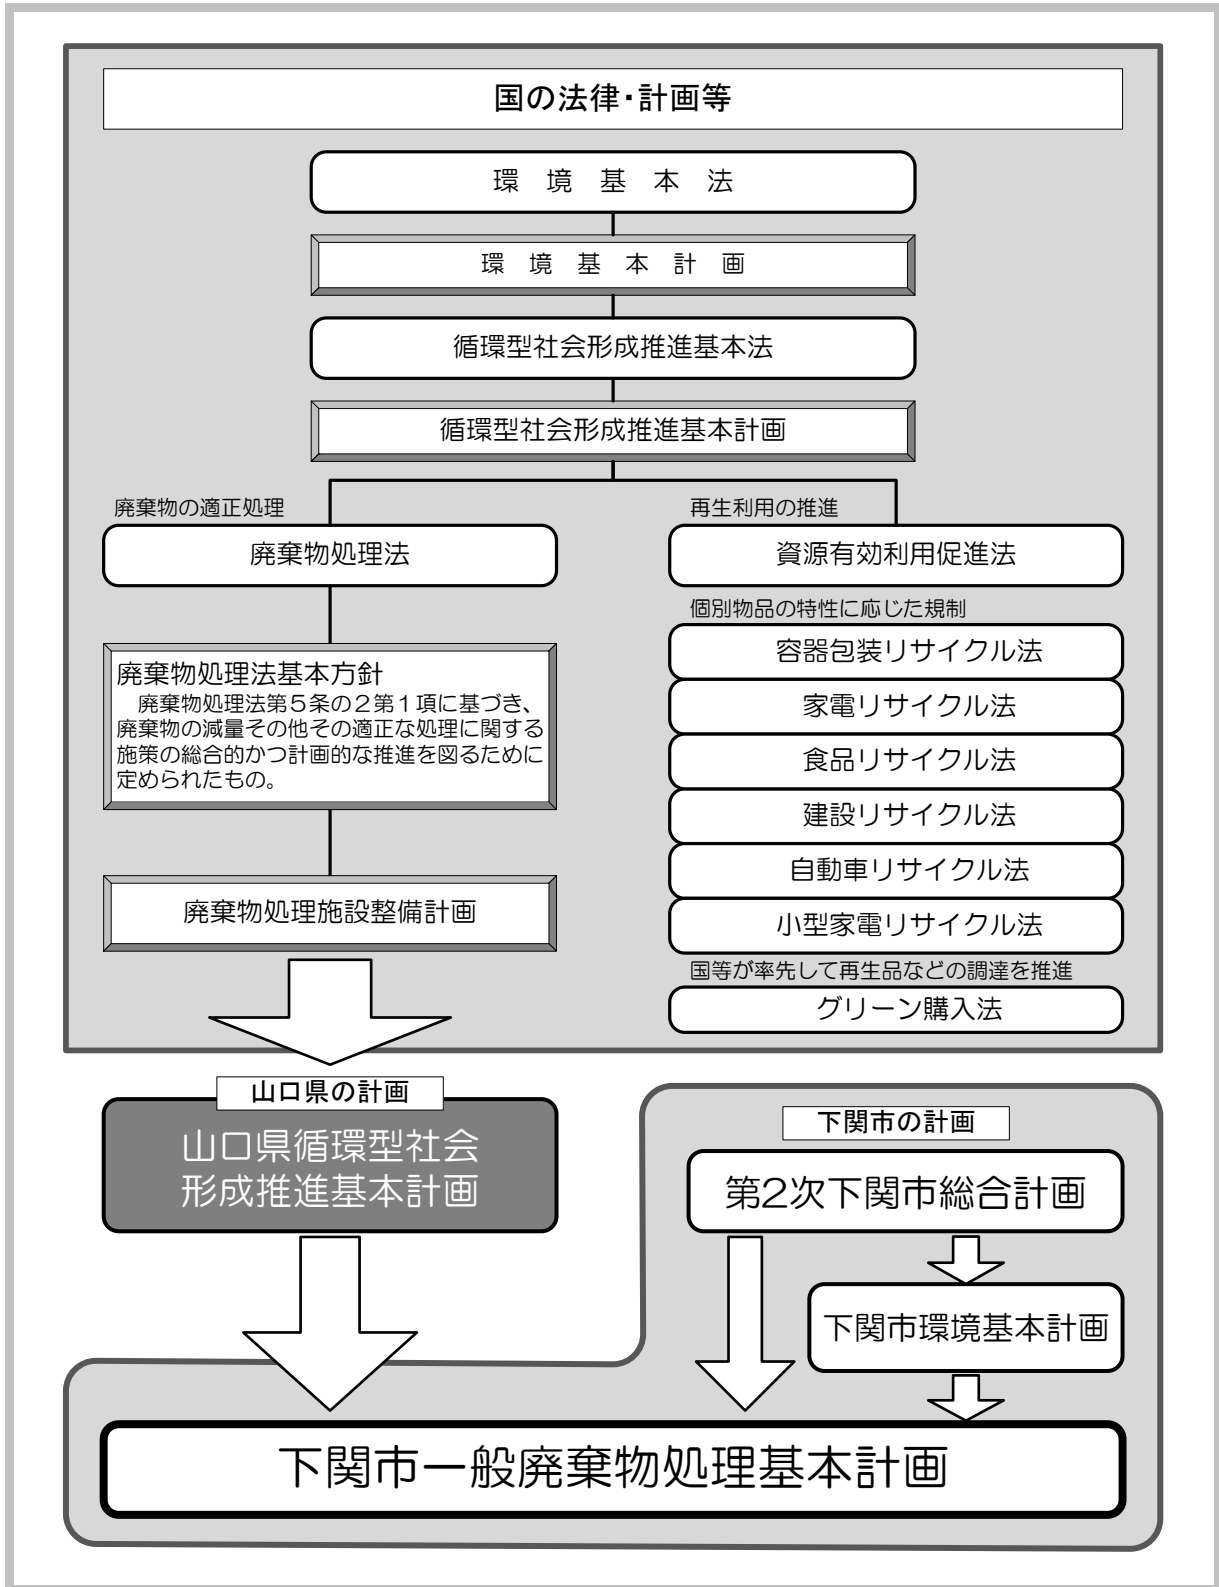 国の法律・計画等
環境基本法
環境基本計画
循環型社会形成推進基本法
循環型社会形成推進基本計画
廃棄物の適正処理
廃棄物処理法
廃棄物処理法基本方針
廃棄物処理法第5条の2第1項に基づき、
廃棄物の減量その他その適正な処理に関する
施策の総合的かつ計画的な推進を図るために
定められたもの。
廃棄物処理施設整備計画
再生利用の推進
資源有効利用促進法
個別物品の特性に応じた規制
容器包装リサイクル法
家電リサイクル法
食品リサイクル法
建設リサイクル法
自動車リサイクル法
小型家電リサイクル法
国等が率先して再生品などの調達を推進
グリーン購入法
山口県の計画
山口県循環型社会
形成推進基本計画
下関市の計画
第2次下関市総合計画
下関市環境基本計画
下関市一般廃棄物処理基本計画